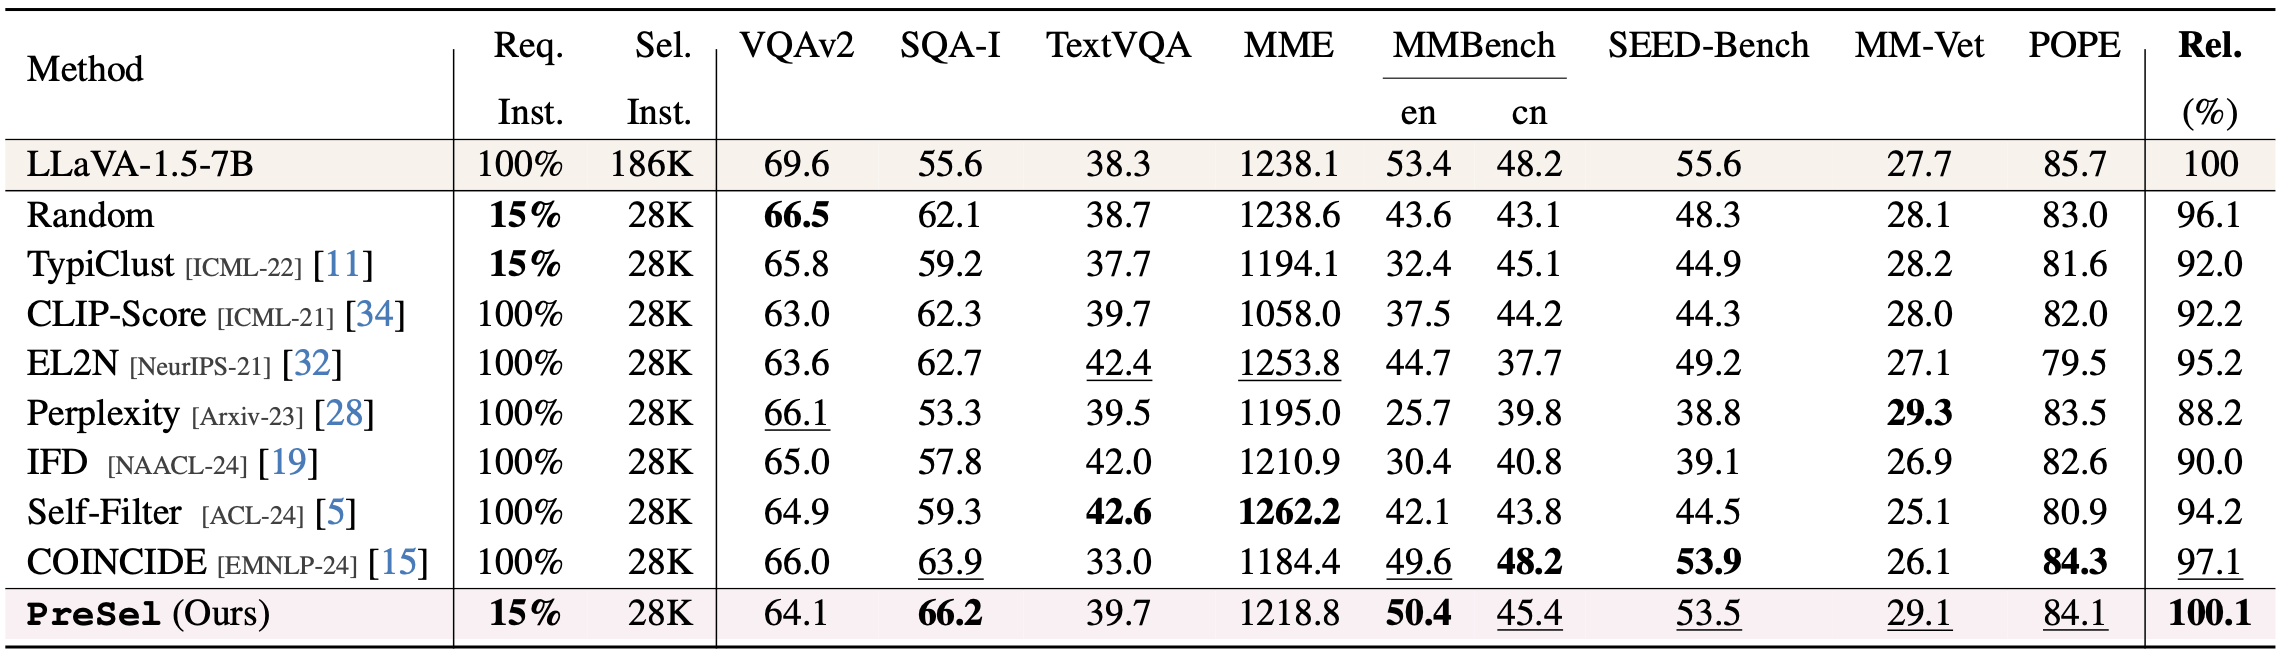 Method Req. Inst. Sel. Inst. VQAv2 SQA-I TextVQA MME MMBench en cn SEED-Bench MM-Vet POPE Rel. (%)
LLaVA-1.5-7B 100% 186K 69.6 55.6 38.3 1238.1 53.4 48.2 55.6 27.7 85.7 100
Random 15% 28K 66.5 62.1 38.7 1238.6 43.6 43.1 48.3 28.1 83.0 96.1
TypiClust [ICML-22] [11] 15% 28K 65.8 59.2 37.7 1194.1 32.4 45.1 44.9 28.2 81.6 92.0
CLIP-Score [ICML-21] [34] 100% 28K 63.0 62.3 39.7 1058.0 37.5 44.2 44.3 28.0 82.0 92.2
EL2N [NeurIPS-21] [32] 100% 28K 63.6 62.7 42.4 1253.8 44.7 37.7 49.2 27.1 79.5 95.2
Perplexity [Arxiv-23] [28] 100% 28K 66.1 53.3 39.5 1195.0 25.7 39.8 38.8 29.3 83.5 88.2
IFD [NAACL-24] [19] 100% 28K 65.0 57.8 42.0 1210.9 30.4 40.8 39.1 26.9 82.6 90.0
Self-Filter [ACL-24] [5] 100% 28K 64.9 59.3 42.6 1262.2 42.1 43.8 44.5 25.1 80.9 94.2
COINCIDE [EMNLP-24] [15] 100% 28K 66.0 63.9 33.0 1184.4 49.6 48.2 53.9 26.1 84.3 97.1
PreSel (Ours) 15% 28K 64.1 66.2 39.7 1218.8 50.4 45.4 53.5 29.1 84.1 100.1